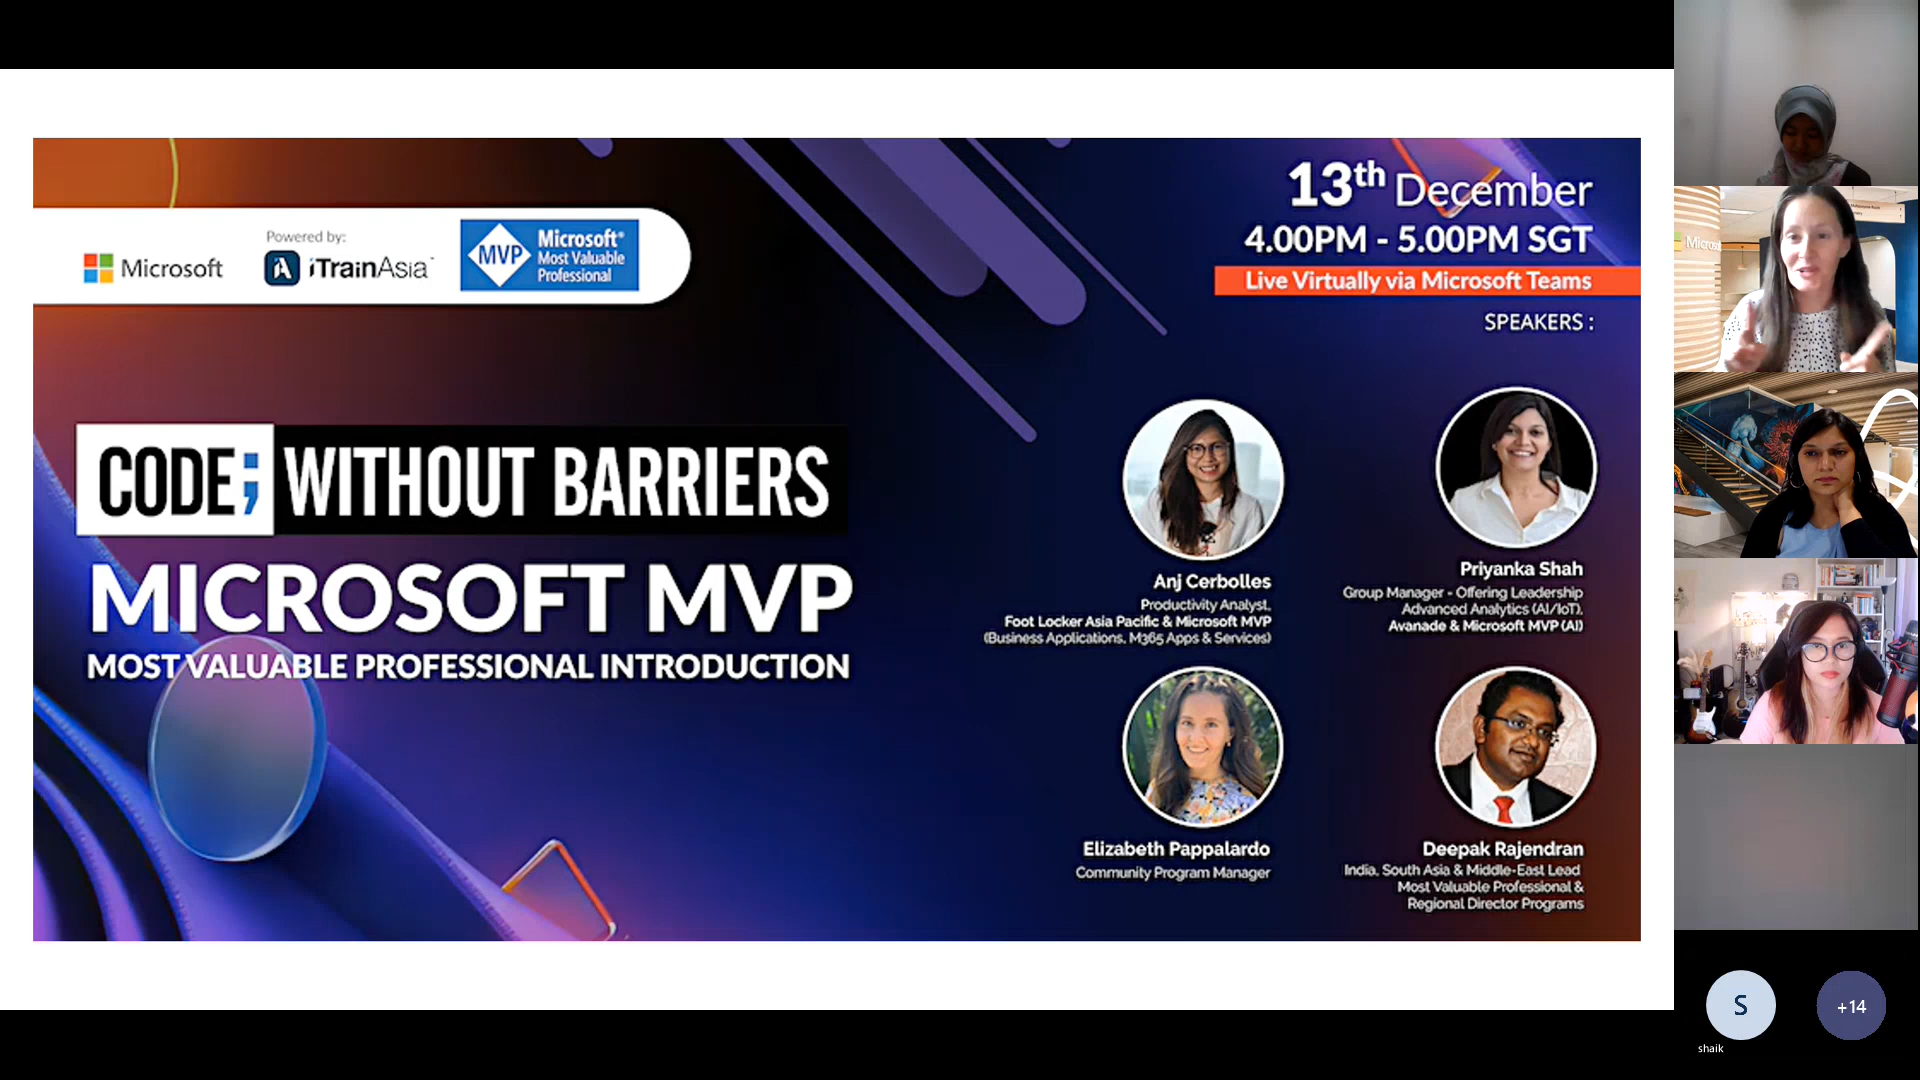 13th December
4.00PM - 5.00PM SGT
Live Virtually via Microsoft Teams
SPEAKERS :
Microsoft
Powered by:
iTrainAsia
MVP
Microsoft®
Most Valuable
Professional
CODE; WITHOUT BARRIERS
MICROSOFT MVP
MOST VALUABLE PROFESSIONAL INTRODUCTION
Anj Cerbolles
Productivity Analyst,
Foot Locker Asia Pacific & Microsoft MVP
(Business Applications, M365 Apps & Services)
Priyanka Shah
Group Manager - Offering Leadership
Advanced Analytics (AI/IoT),
Avanade & Microsoft MVP (AI)
Elizabeth Pappalardo
Community Program Manager
Deepak Rajendran
India, South Asia & Middle-East Lead
Most Valuable Professional &
Regional Director Programs
S
shaik
+14